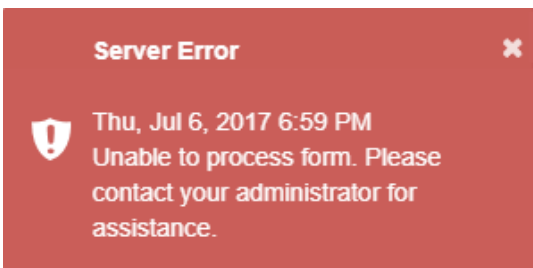 Server Error
Thu, Jul 6, 2017 6:59 PM
Unable to process form. Please
contact your administrator for
assistance.